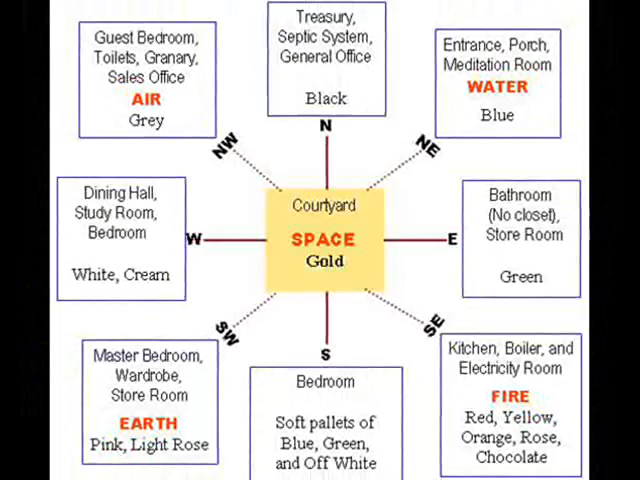 Guest Bedroom,
Toilets, Granary,
Sales Office
AIR
Grey
Treasury,
Septic System,
General Office
Black
Entrance, Porch,
Meditation Room
WATER
Blue
NW
N
NE
Dining Hall,
Study Room,
Bedroom
White, Cream
W
Courtyard
SPACE
Gold
E
Bathroom
(No closet),
Store Room
Green
SW
S
SE
Master Bedroom,
Wardrobe,
Store Room
EARTH
Pink, Light Rose
Bedroom
Soft pallets of
Blue, Green,
and Off White
Kitchen, Boiler, and
Electricity Room
FIRE
Red, Yellow,
Orange, Rose,
Chocolate